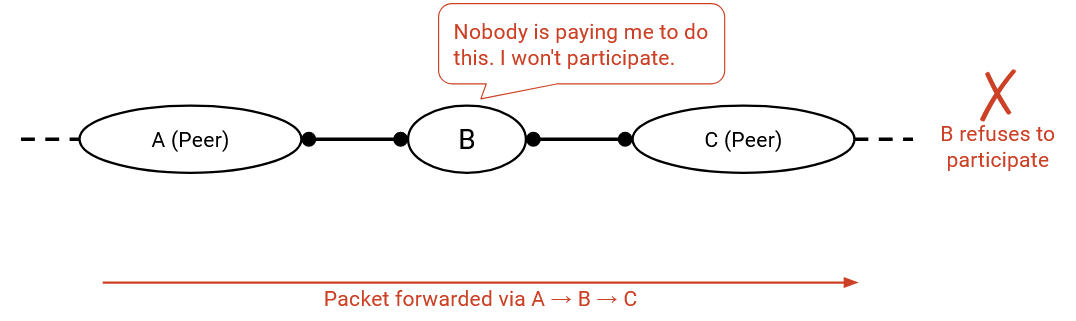 Nobody is paying me to do
this. I won't participate.
A (Peer)
B
C (Peer)
B refuses to
participate
Packet forwarded via A → B → C